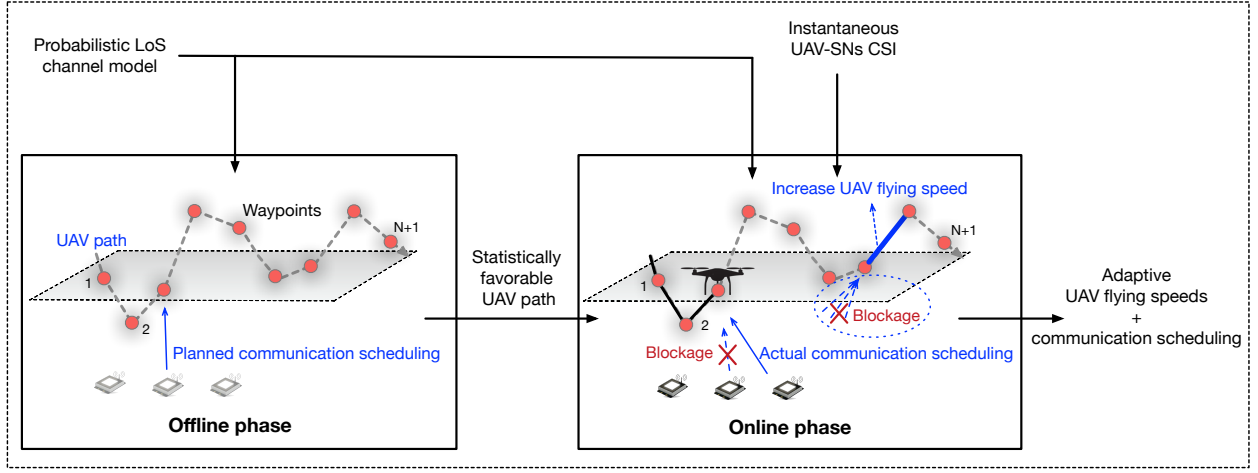 Probabilistic LoS
channel model
Instantaneous
UAV-SNs CSI
UAV path
Waypoints
N+1
1
2
Planned communication scheduling
Offline phase
Statistically
favorable
UAV path
Increase UAV flying speed
N+1
1
2
Blockage
Blockage
Actual communication scheduling
Online phase
Adaptive
UAV flying speeds
+
communication scheduling